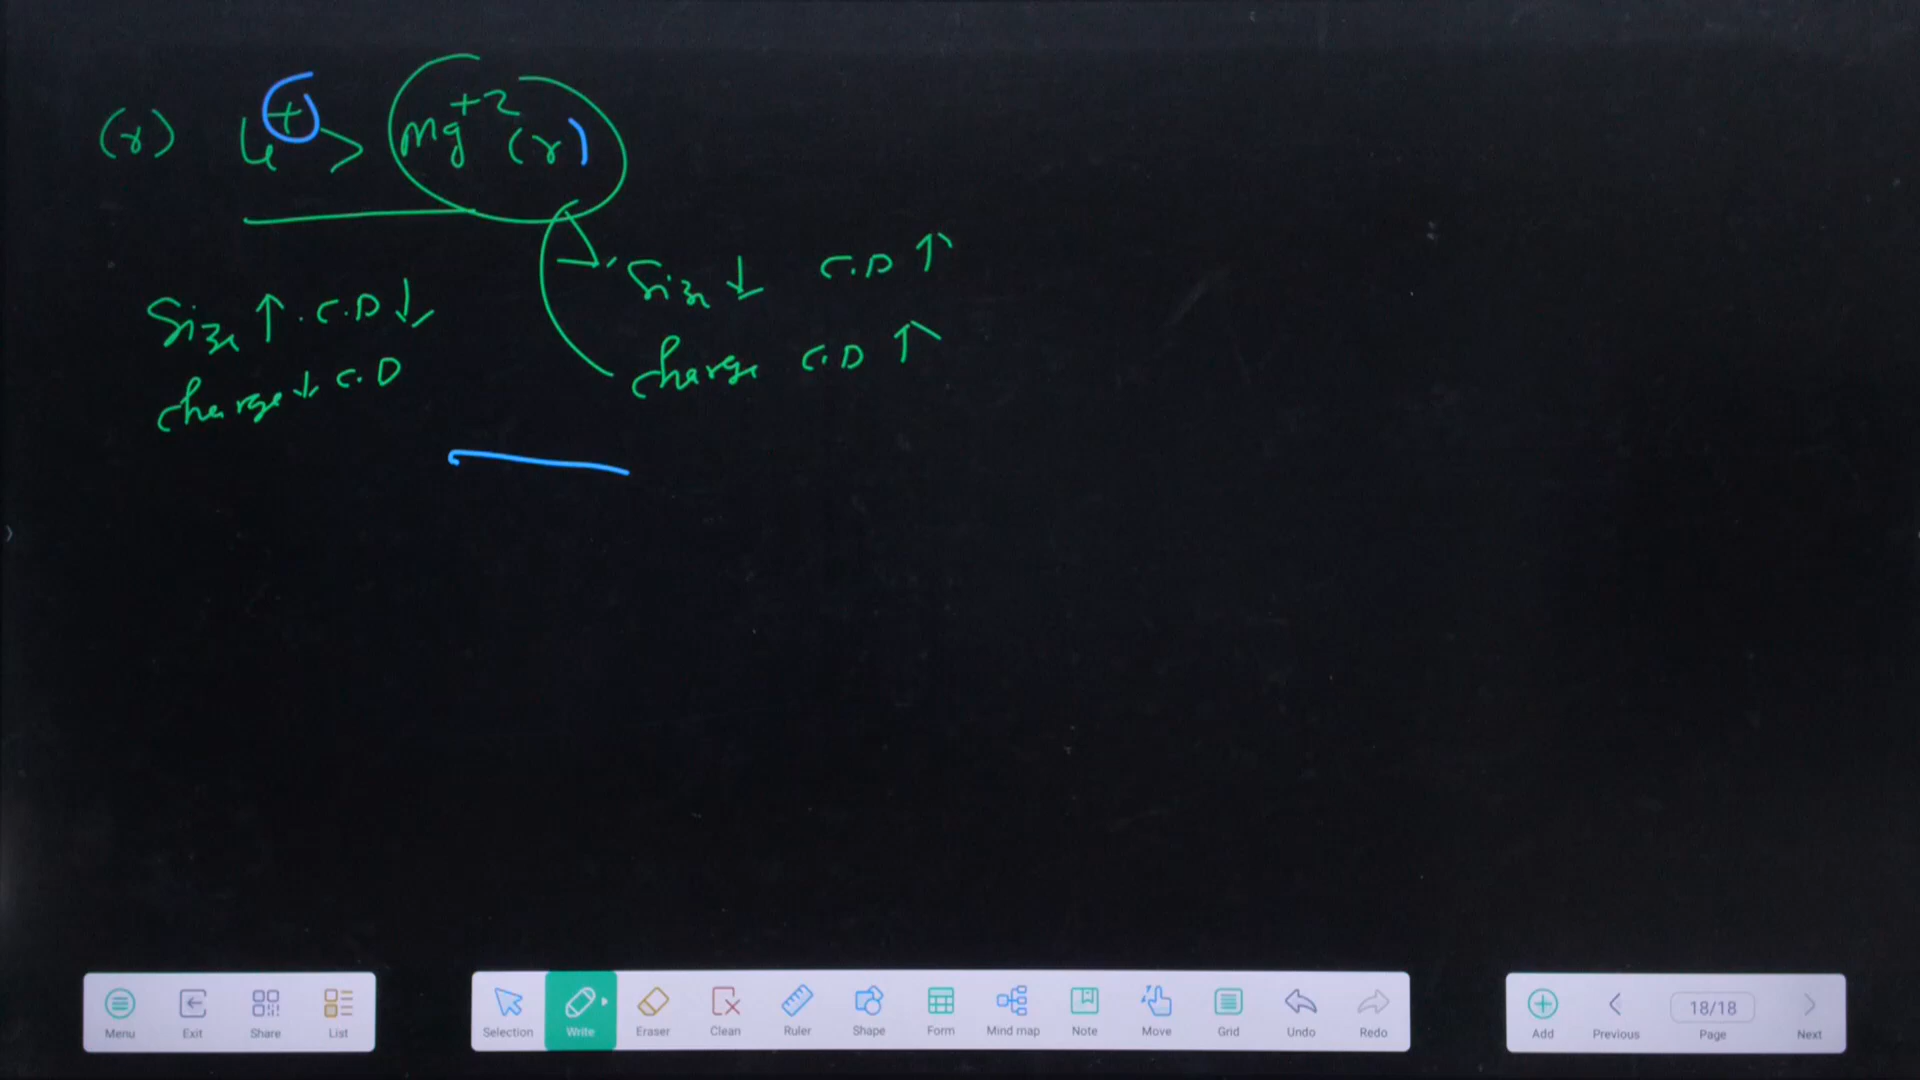 (r) Li⁺ > Mg⁺² (r)
Size ↑ . C.D ↓
Charge ↓ C.D
Size ↓ C.D ↑
Charge C.D ↑
Menu Exit Share List
Selection Write Eraser Clean Ruler Shape Form Mind map Note Move Grid Undo Redo
Add Previous 18/18 Page Next